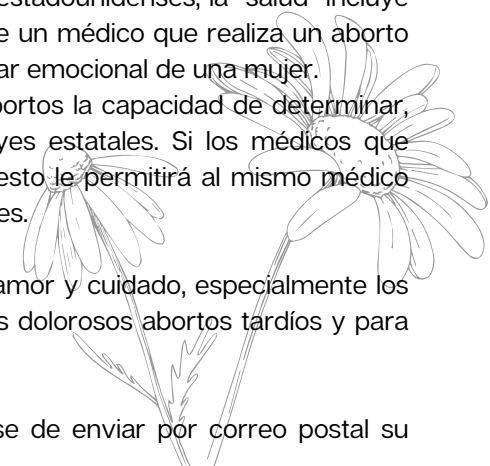 estadounidenses, la "salud" incluye
e un médico que realiza un aborto
ar emocional de una mujer.
portos la capacidad de determinar,
yes estatales. Si los médicos que
esto le permitirá al mismo médico
es.
amor y cuidado, especialmente los
s dolorosos abortos tardíos y para
se de enviar por correo postal su